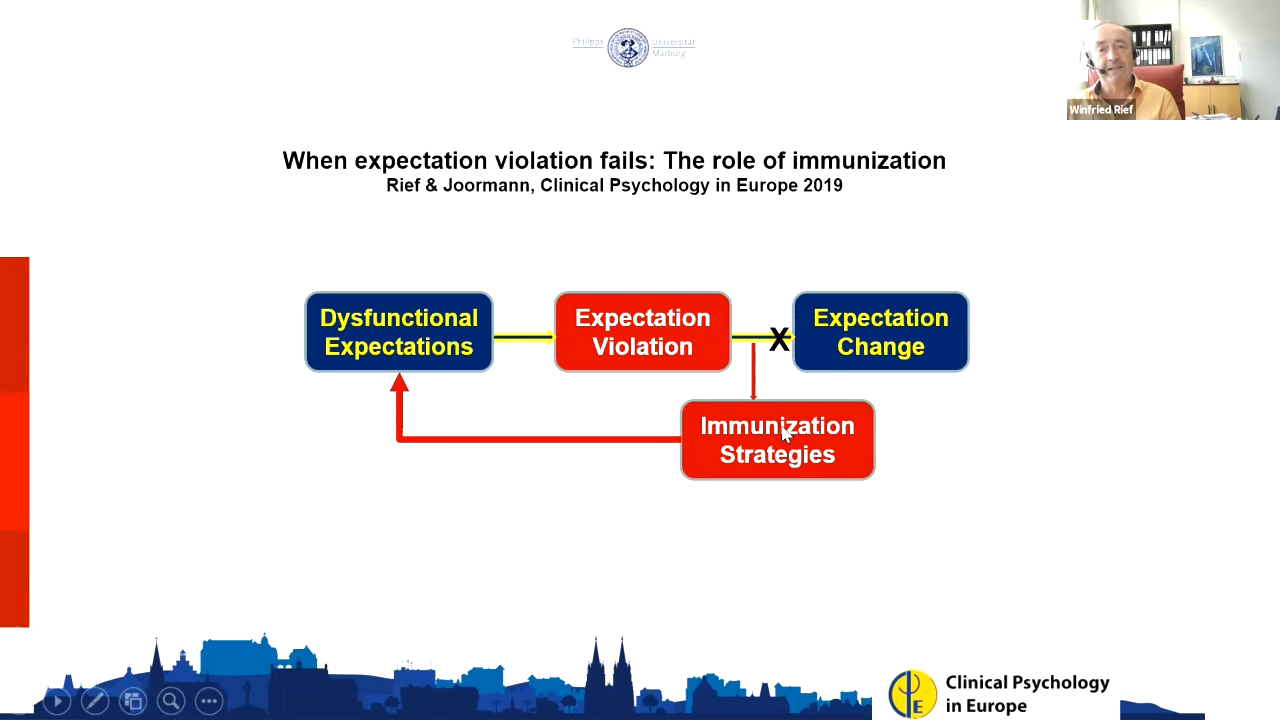 Philipps
Universität
Marburg
Winfried Rief
When expectation violation fails: The role of immunization
Rief & Joormann, Clinical Psychology in Europe 2019
Dysfunctional
Expectations
Expectation
Violation
X
Expectation
Change
Immunization
Strategies
Clinical Psychology
in Europe